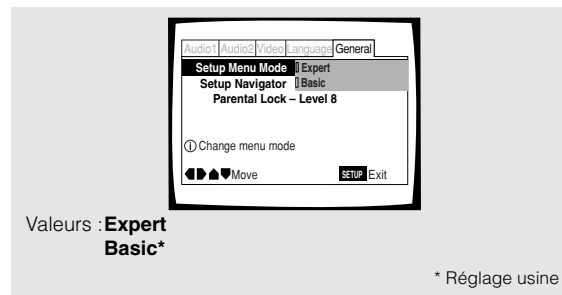 Audio1 Audio2 Video Language General
Setup Menu Mode Expert
Setup Navigator Basic
Parental Lock – Level 8
i Change menu mode
Move SETUP Exit
Valeurs : Expert
Basic*
* Réglage usine